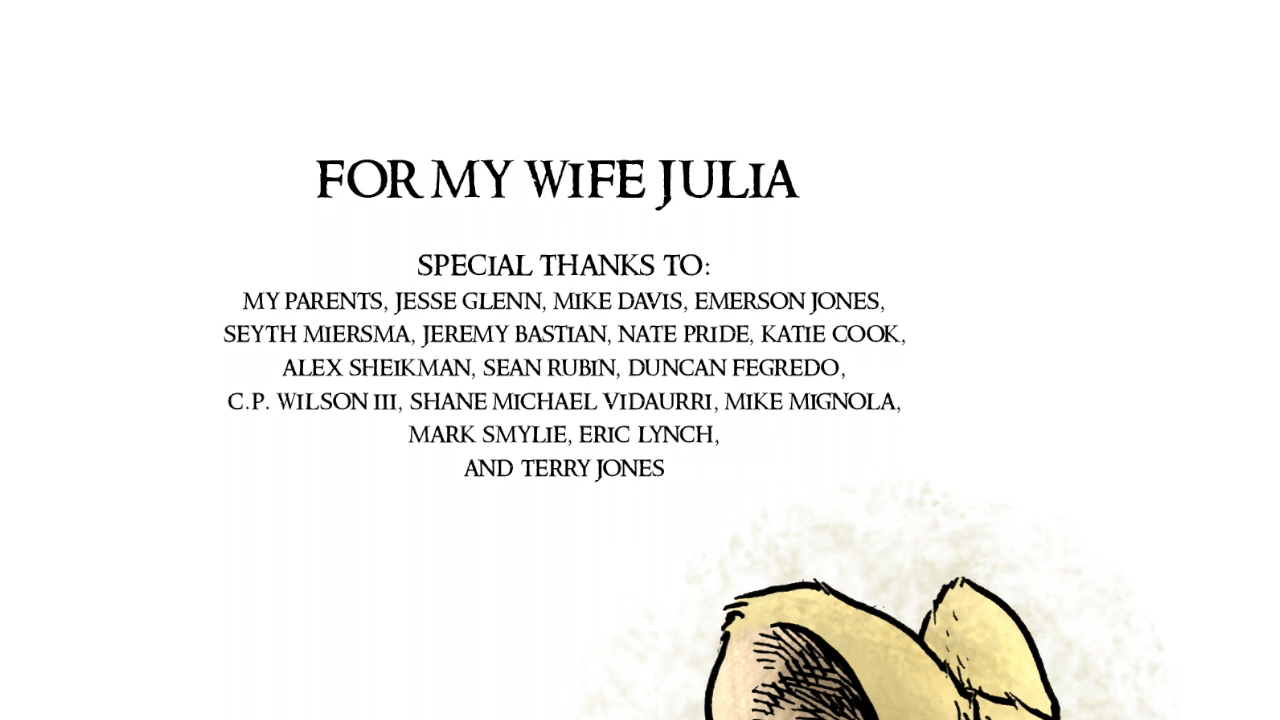 FOR MY WIFE JULIA
SPECIAL THANKS TO:
MY PARENTS, JESSE GLENN, MIKE DAVIS, EMERSON JONES,
SEYTH MIERSMA, JEREMY BASTIAN, NATE PRIDE, KATIE COOK,
ALEX SHEIKMAN, SEAN RUBIN, DUNCAN FEGREDO,
C.P. WILSON III, SHANE MICHAEL VIDAURRI, MIKE MIGNOLA,
MARK SMYLIE, ERIC LYNCH,
AND TERRY JONES